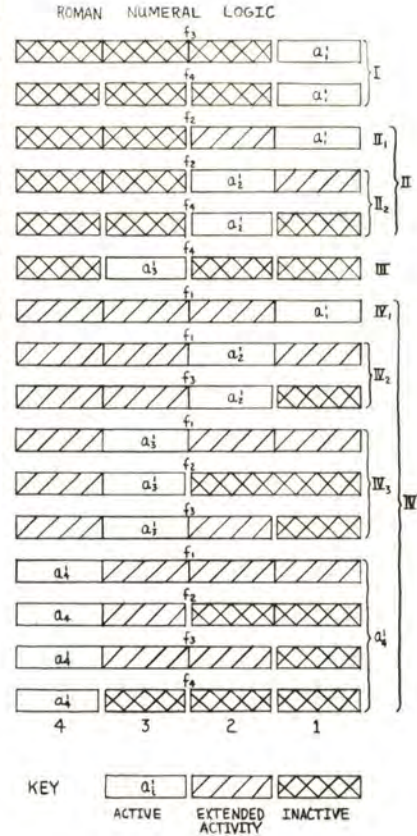 ROMAN NUMERAL LOGIC
f₃
a₁'
I
f₄
a₁'
f₂
a₁' II₁
II
f₂
a₂'
II₂
f₄
a₂'
f₄
a₃' III
f₁
a₁' IV₁
f₁
a₂'
IV₂
f₃
a₂'
IV
f₁
a₃'
f₂
a₃' IV₃
f₃
a₃'
f₁
a₄'
f₂
a₄
a₄'
f₃
a₄'
f₄
a₄'
4 3 2 1
KEY
ACTIVE EXTENDED ACTIVITY INACTIVE